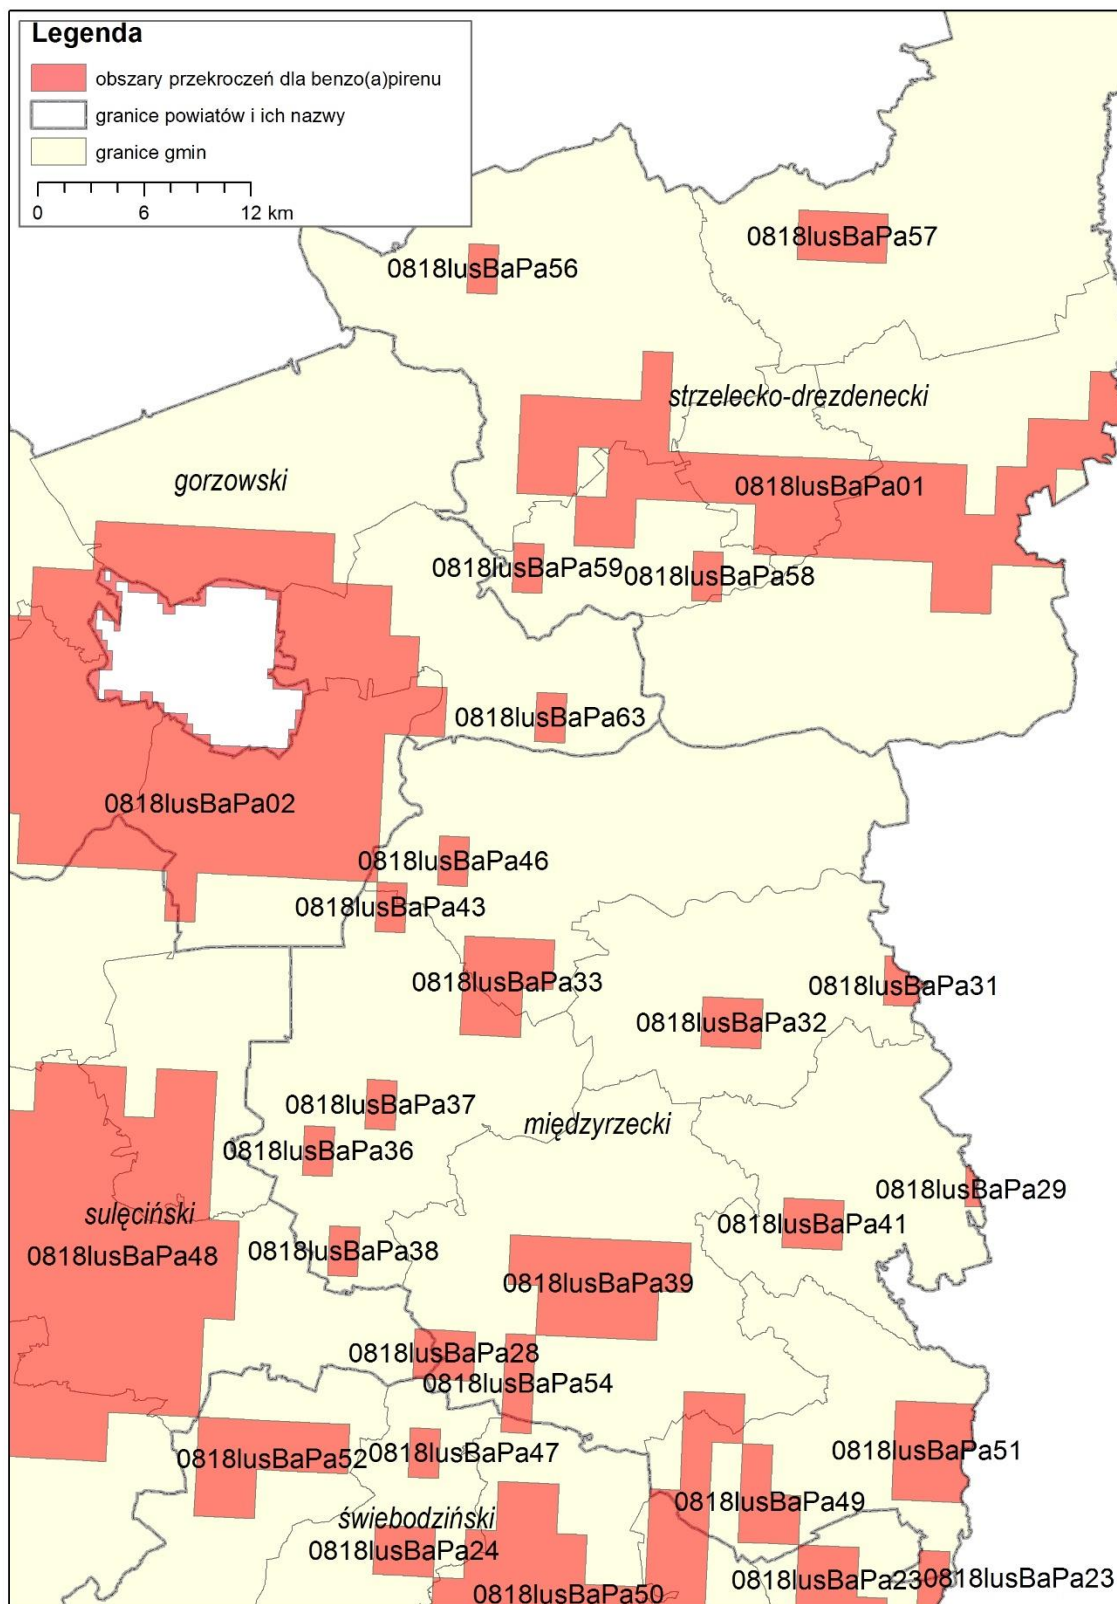 Legenda
obszary przekroczeń dla benzo(a)pirenu
granice powiatów i ich nazwy
granice gmin
0 6 12 km
0818lusBaPa57
0818lusBaPa56
strzelecko-drezdenecki
gorzowski
0818lusBaPa01
0818lusBaPa59
0818lusBaPa58
0818lusBaPa63
0818lusBaPa02
0818lusBaPa46
0818lusBaPa43
0818lusBaPa33
0818lusBaPa31
0818lusBaPa32
0818lusBaPa37
międzyrzecki
0818lusBaPa36
0818lusBaPa29
sulęciński
0818lusBaPa41
0818lusBaPa48
0818lusBaPa38
0818lusBaPa39
0818lusBaPa28
0818lusBaPa54
0818lusBaPa52
0818lusBaPa47
0818lusBaPa51
0818lusBaPa49
świebodziński
0818lusBaPa24
0818lusBaPa23
0818lusBaPa23
0818lusBaPa50